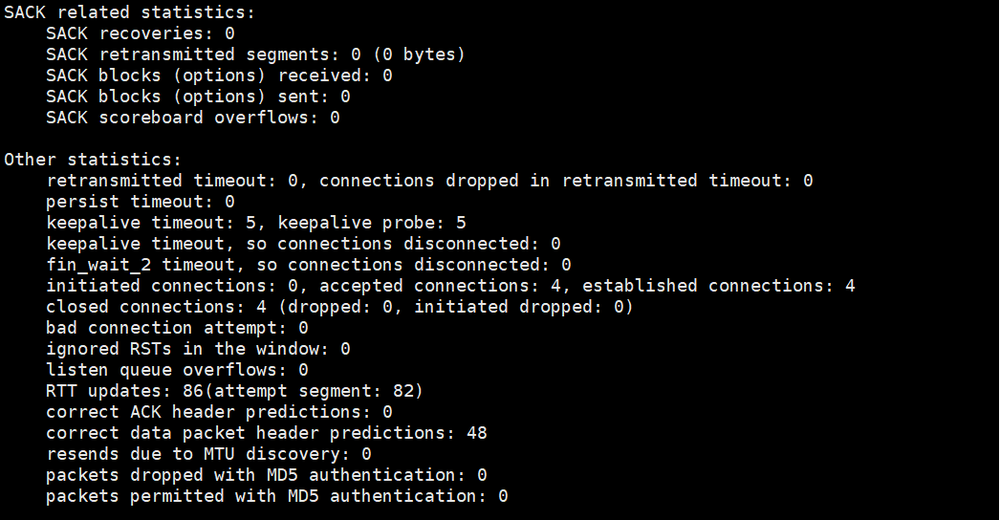 SACK related statistics:
SACK recoveries: 0
SACK retransmitted segments: 0 (0 bytes)
SACK blocks (options) received: 0
SACK blocks (options) sent: 0
SACK scoreboard overflows: 0
Other statistics:
retransmitted timeout: 0, connections dropped in retransmitted timeout: 0
persist timeout: 0
keepalive timeout: 5, keepalive probe: 5
keepalive timeout, so connections disconnected: 0
fin_wait_2 timeout, so connections disconnected: 0
initiated connections: 0, accepted connections: 4, established connections: 4
closed connections: 4 (dropped: 0, initiated dropped: 0)
bad connection attempt: 0
ignored RSTs in the window: 0
listen queue overflows: 0
RTT updates: 86(attempt segment: 82)
correct ACK header predictions: 0
correct data packet header predictions: 48
resends due to MTU discovery: 0
packets dropped with MD5 authentication: 0
packets permitted with MD5 authentication: 0